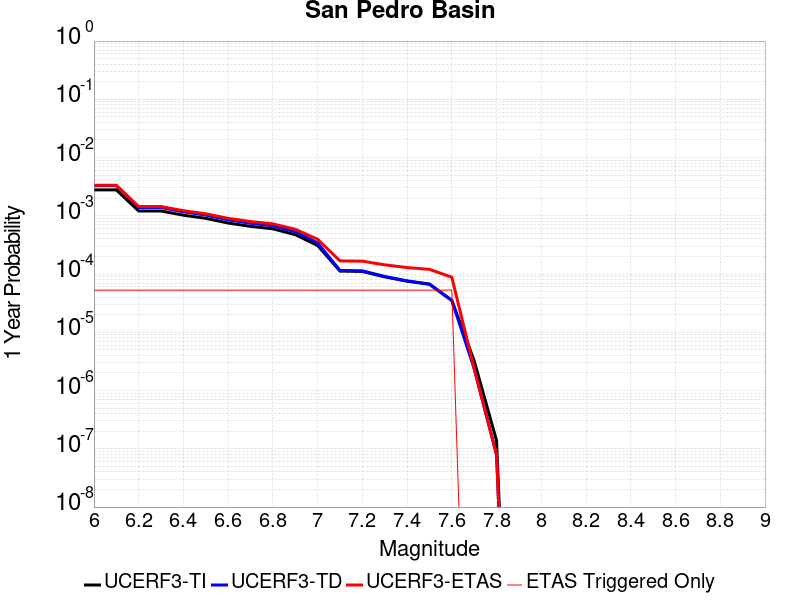 San Pedro Basin
10^0
10^-1
10^-2
10^-3
10^-4
10^-5
10^-6
10^-7
10^-8
1 Year Probability
6 6.2 6.4 6.6 6.8 7 7.2 7.4 7.6 7.8 8 8.2 8.4 8.6 8.8 9
Magnitude
UCERF3-TI UCERF3-TD UCERF3-ETAS ETAS Triggered Only